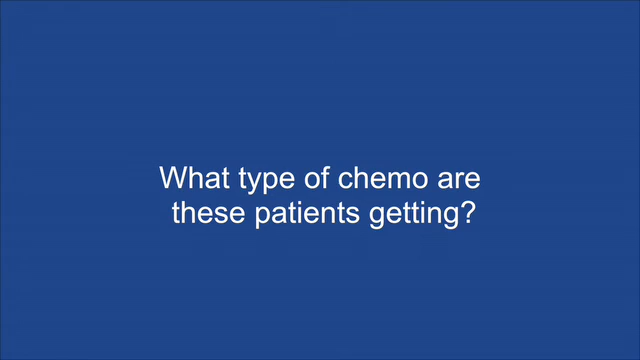 What type of chemo are
these patients getting?